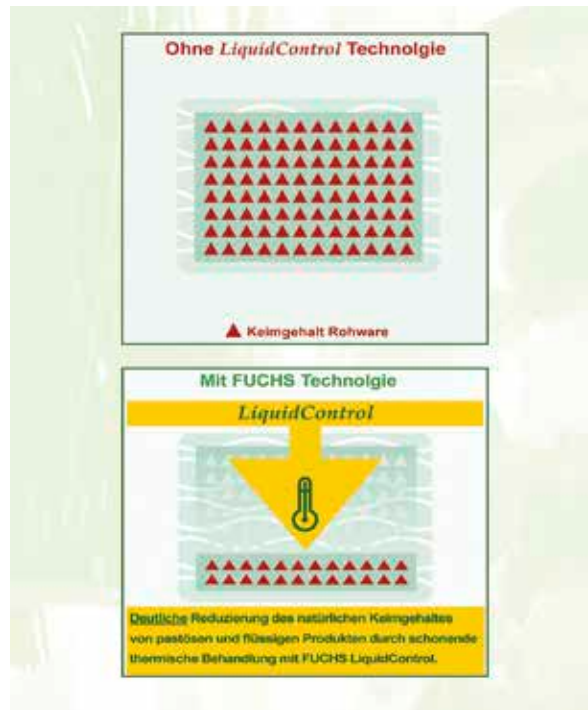 Ohne LiquidControl Technolgie
Keimgehalt Rohware
Mit FUCHS Technolgie
LiquidControl
Deutliche Reduzierung des natürlichen Keimgehaltes
von pastösen und flüssigen Produkten durch schonende
thermische Behandlung mit FUCHS LiquidControl.